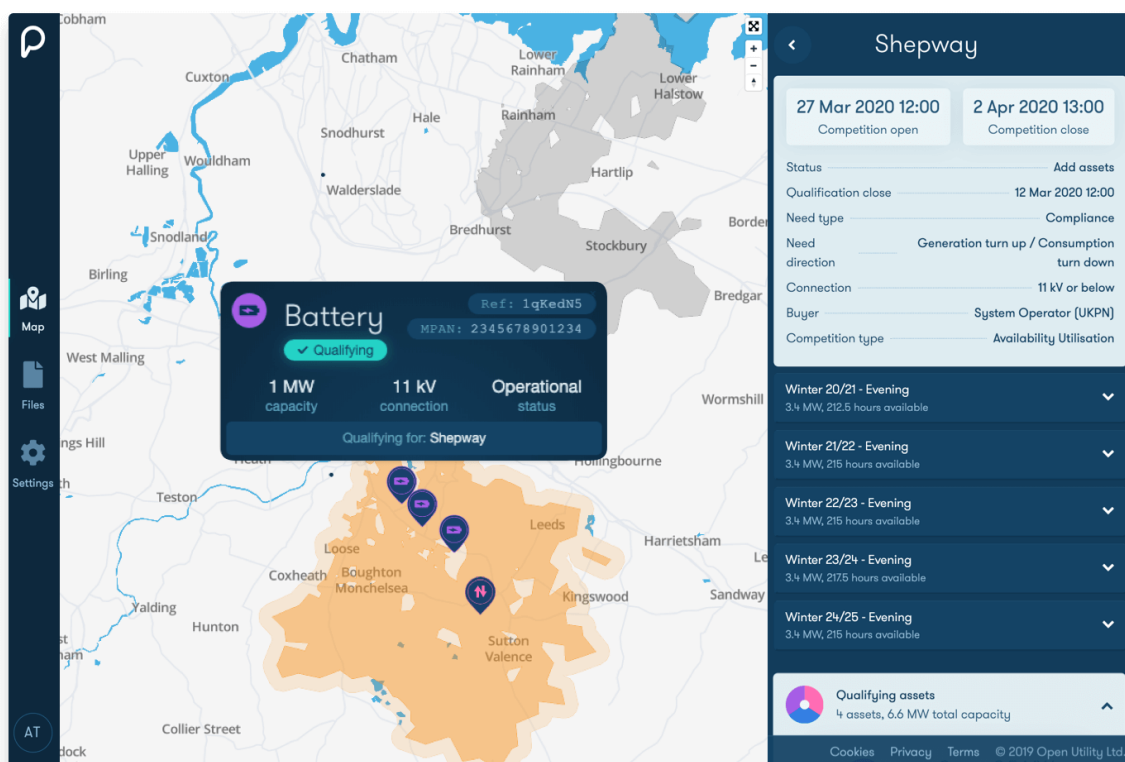 Map
Files
Settings
AT
Cobham
Chatham
Lower
Rainham
Cuxton
Lower
Halstow
Hale
Rainham
Snodhurst
Upper
Halling
Wouldham
Hartlip
Walderslade
Bredhurst
Snodland
Stockbury
Birling
Bredgar
West Malling
Wormshill
Hollingbourne
Teston
Leeds
Loose
Harrietsham
Coxheath
Boughton
Monchelsea
Kingswood
Sandway
Yalding
Hunton
Sutton
Valence
Collier Street
Battery
Ref: 1qKedN5
MPAN: 2345678901234
✓ Qualifying
1 MW
capacity
11 kV
connection
Operational
status
Qualifying for: Shepway
Shepway
27 Mar 2020 12:00
Competition open
2 Apr 2020 13:00
Competition close
Status Add assets
Qualification close 12 Mar 2020 12:00
Need type Compliance
Need direction Generation turn up / Consumption turn down
Connection 11 kV or below
Buyer System Operator (UKPN)
Competition type Availability Utilisation
Winter 20/21 - Evening
3.4 MW, 212.5 hours available
Winter 21/22 - Evening
3.4 MW, 215 hours available
Winter 22/23 - Evening
3.4 MW, 215 hours available
Winter 23/24 - Evening
3.4 MW, 217.5 hours available
Winter 24/25 - Evening
3.4 MW, 215 hours available
Qualifying assets
4 assets, 6.6 MW total capacity
Cookies Privacy Terms © 2019 Open Utility Ltd.